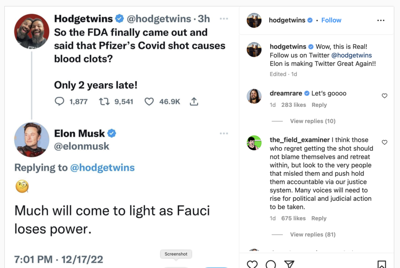 Hodgetwins @hodgetwins · 3h
So the FDA finally came out and
said that Pfizer's Covid shot causes
blood clots?
Only 2 years late!
1,877 9,541 46.9K
Elon Musk
@elonmusk
Replying to @hodgetwins
Much will come to light as Fauci
loses power.
7:01 PM · 12/17/22
Screenshot
hodgetwins • Follow
hodgetwins Wow, this is Real!
Follow us on Twitter @hodgetwins
Elon is making Twitter Great Again!!
Edited · 1d
dreamrare Let's goooo
1d 283 likes Reply
View replies (10)
the_field_examiner I think those
who regret getting the shot should
not blame themselves and retreat
within, but look to the very people
that misled them and push hold
them accountable via our justice
system. Many voices will need to
rise for political and judicial action
to be taken.
1d 675 likes Reply
View replies (81)